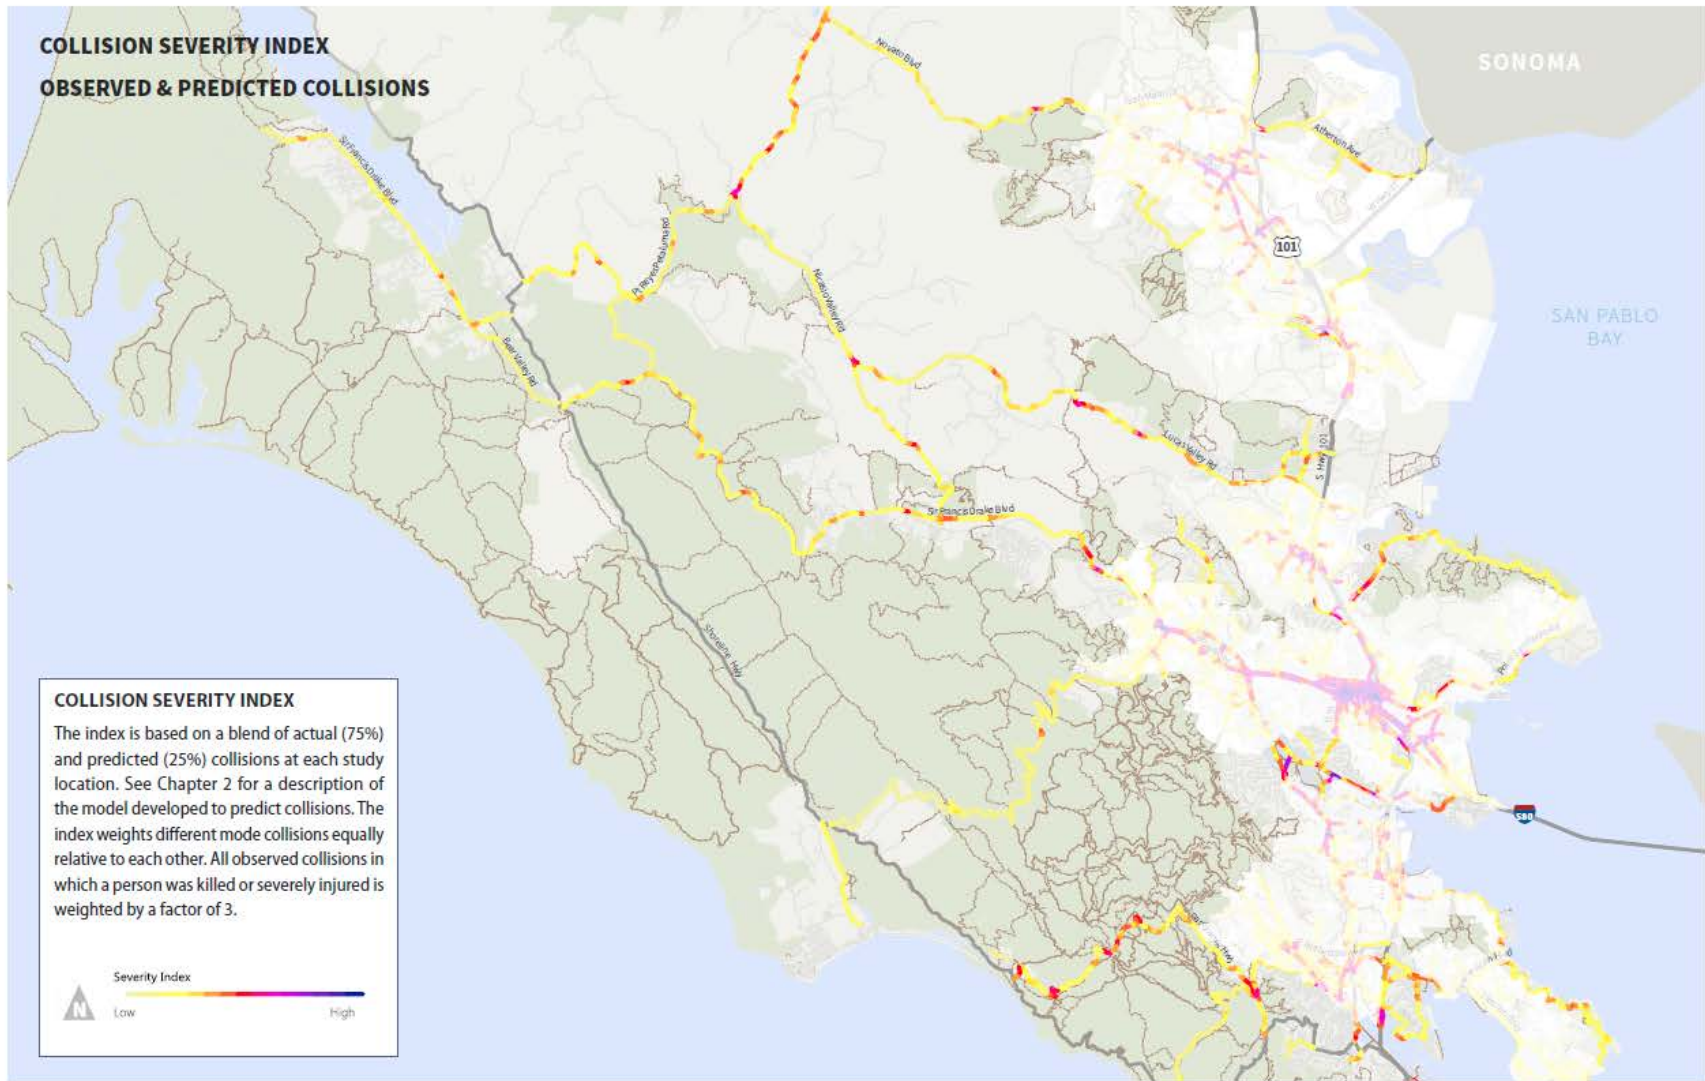 COLLISION SEVERITY INDEX
OBSERVED & PREDICTED COLLISIONS
SONOMA
Novato Blvd
Atherton Ave
Sir Francis Drake Blvd
101
Pt Reyes Petaluma Rd
Nicasio Valley Rd
SAN PABLO
BAY
Bear Valley Rd
Lucas Valley Rd
S. Hwy 101
Sir Francis Drake Blvd
Shoreline Hwy
580
COLLISION SEVERITY INDEX
The index is based on a blend of actual (75%)
and predicted (25%) collisions at each study
location. See Chapter 2 for a description of
the model developed to predict collisions. The
index weights different mode collisions equally
relative to each other. All observed collisions in
which a person was killed or severely injured is
weighted by a factor of 3.
Severity Index
N
Low
High